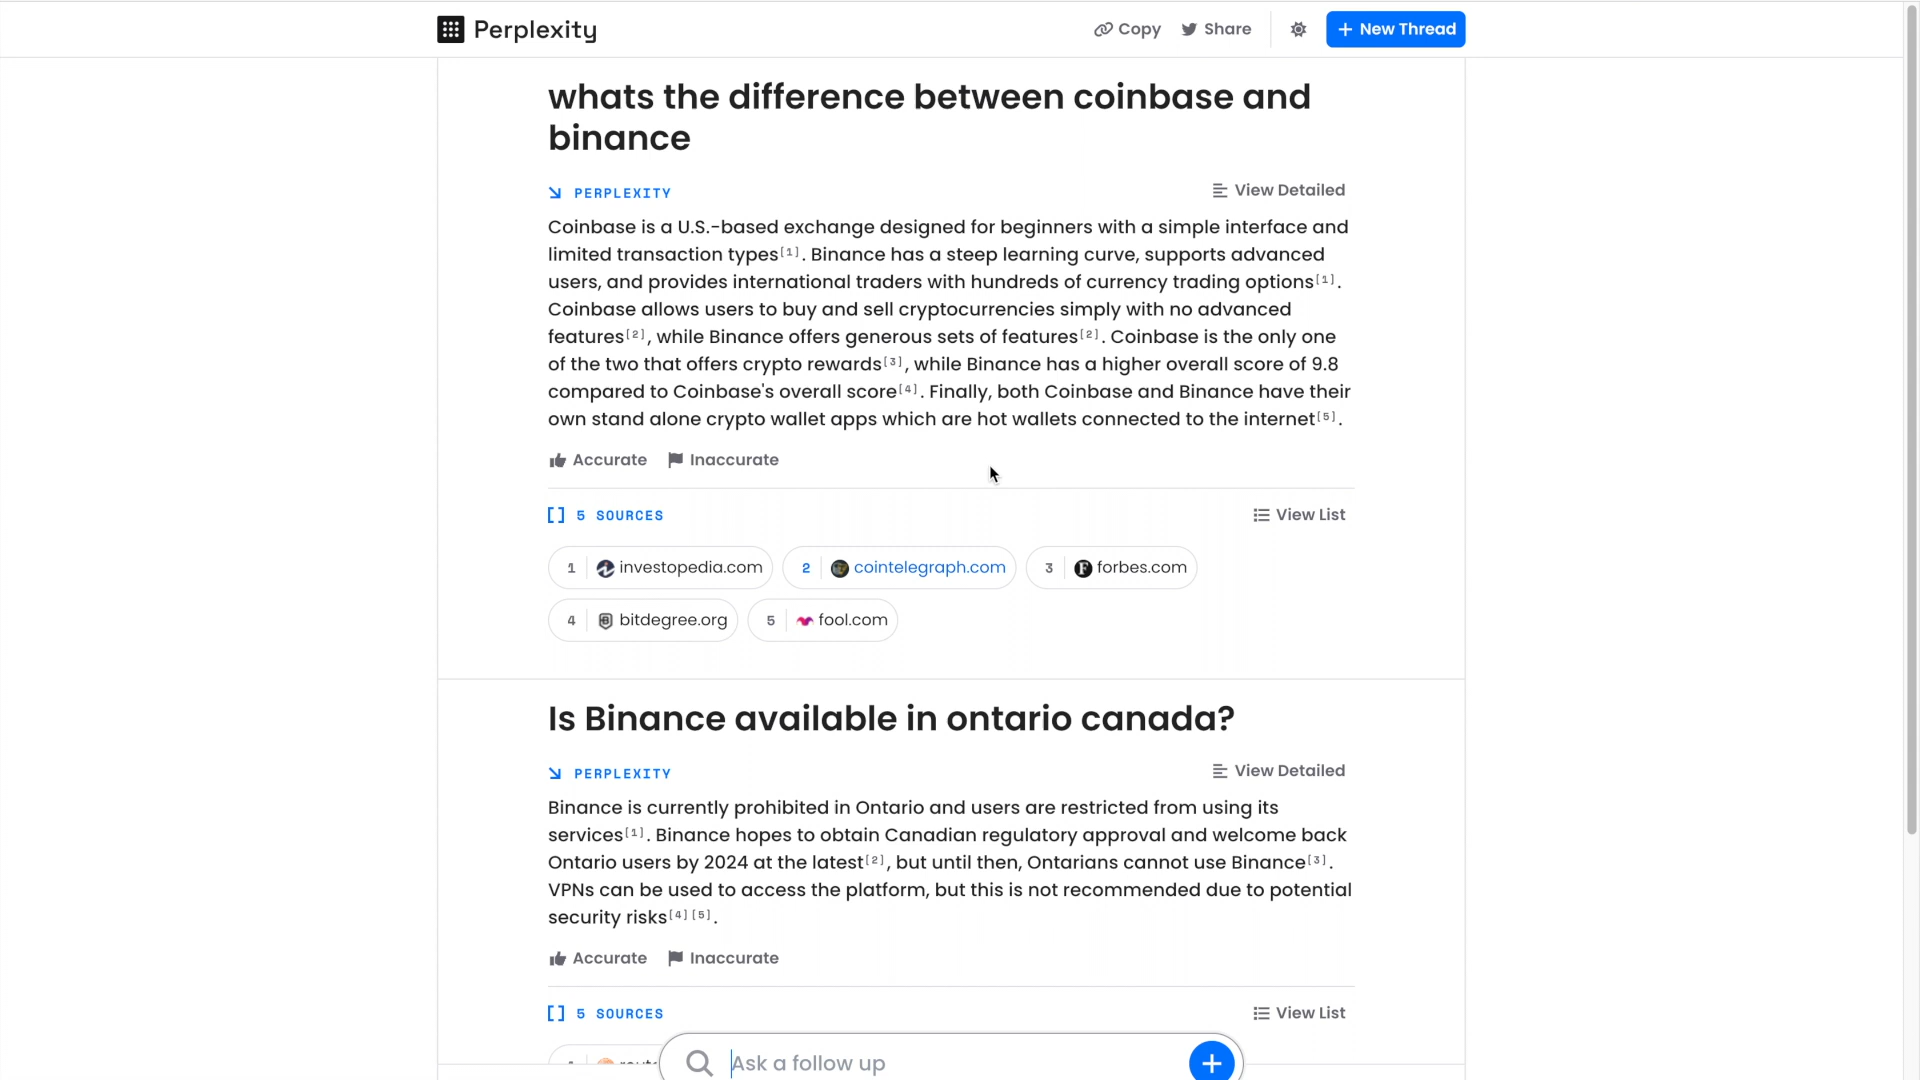 Perplexity
Copy
Share
New Thread
whats the difference between coinbase and
binance
PERPLEXITY
View Detailed
Coinbase is a U.S.-based exchange designed for beginners with a simple interface and
limited transaction types[1]. Binance has a steep learning curve, supports advanced
users, and provides international traders with hundreds of currency trading options[1].
Coinbase allows users to buy and sell cryptocurrencies simply with no advanced
features[2], while Binance offers generous sets of features[2]. Coinbase is the only one
of the two that offers crypto rewards[3], while Binance has a higher overall score of 9.8
compared to Coinbase's overall score[4]. Finally, both Coinbase and Binance have their
own stand alone crypto wallet apps which are hot wallets connected to the internet[5].
Accurate
Inaccurate
5 SOURCES
View List
1 investopedia.com
2 cointelegraph.com
3 forbes.com
4 bitdegree.org
5 fool.com
Is Binance available in ontario canada?
PERPLEXITY
View Detailed
Binance is currently prohibited in Ontario and users are restricted from using its
services[1]. Binance hopes to obtain Canadian regulatory approval and welcome back
Ontario users by 2024 at the latest[2], but until then, Ontarians cannot use Binance[3].
VPNs can be used to access the platform, but this is not recommended due to potential
security risks[4][5].
Accurate
Inaccurate
5 SOURCES
View List
Ask a follow up